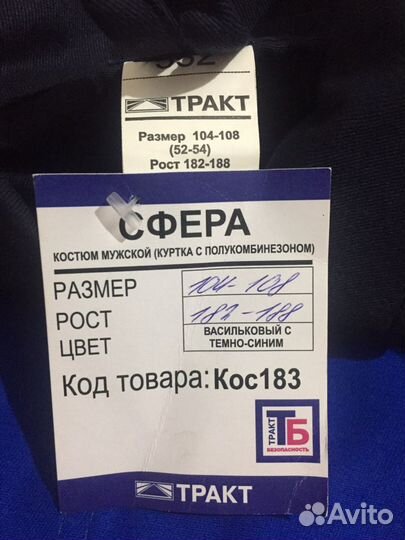 ТРАКТ
Размер 104-108
(52-54)
Рост 182-188
СФЕРА
КОСТЮМ МУЖСКОЙ (КУРТКА С ПОЛУКОМБИНЕЗОНОМ)
РАЗМЕР 104-108
РОСТ 182-188
ЦВЕТ ВАСИЛЬКОВЫЙ С
ТЕМНО-СИНИМ
Код товара: Кос183
ТРАКТ
ТБ
БЕЗОПАСНОСТЬ
ТРАКТ
Avito